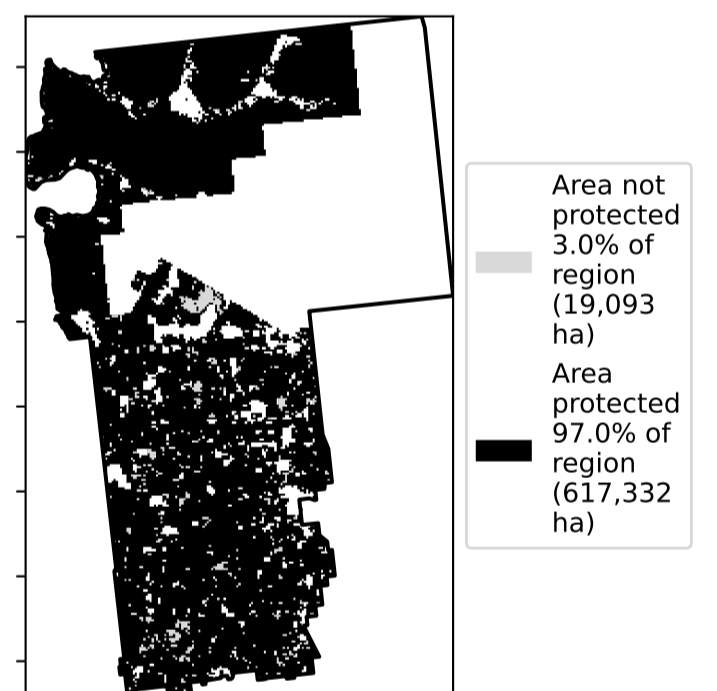 Area not
protected
3.0% of
region
(19,093
ha)
Area
protected
97.0% of
region
(617,332
ha)